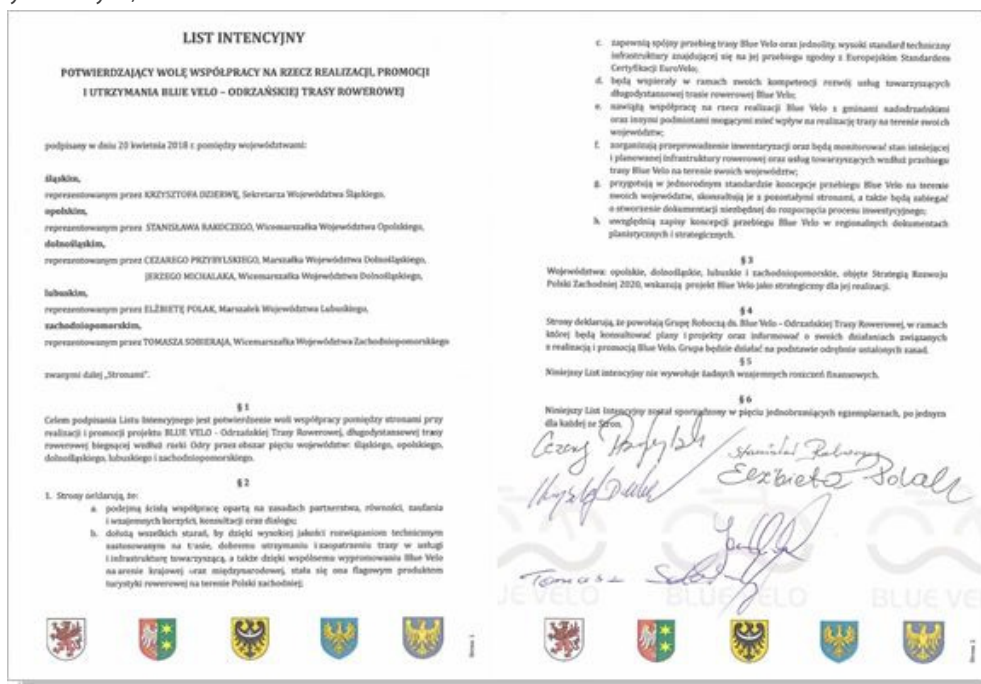 LIST INTENCYJNY
POTWIERDZAJĄCY WOLĘ WSPÓŁPRACY NA RZECZ REALIZACJI, PROMOCJI
I UTRZYMANIA BLUE VELO – ODRZAŃSKIEJ TRASY ROWEROWEJ
podpisany w dniu 20 kwietnia 2018 r. pomiędzy województwami:
śląskim,
reprezentowanym przez KRZYSZTOFA DZIERWĘ, Sekretarza Województwa Śląskiego,
opolskim,
reprezentowanym przez STANISŁAWA RAKOCZEGO, Wicemarszałka Województwa Opolskiego,
dolnośląskim,
reprezentowanym przez CEZAREGO PRZYBYLSKIEGO, Marszałka Województwa Dolnośląskiego,
JERZEGO MICHALAKA, Wicemarszałka Województwa Dolnośląskiego,
lubuskim,
reprezentowanym przez ELŻBIETĘ POLAK, Marszałek Województwa Lubuskiego,
zachodniopomorskim,
reprezentowanym przez TOMASZA SOBIERAJA, Wicemarszałka Województwa Zachodniopomorskiego
zwanymi dalej „Stronami".
§ 1
Celem podpisania Listu Intencyjnego jest potwierdzenie woli współpracy pomiędzy stronami przy
realizacji i promocji projektu BLUE VELO - Odrzańskiej Trasy Rowerowej, długodystansowej trasy
rowerowej biegnącej wzdłuż rzeki Odry przez obszar pięciu województw: śląskiego, opolskiego,
dolnośląskiego, lubuskiego i zachodniopomorskiego.
§ 2
1. Strony deklarują, że:
a. podejmą ścisłą współpracę opartą na zasadach partnerstwa, równości, zaufania
i wzajemnych korzyści, konsultacji oraz dialogu;
b. dołożą wszelkich starań, by dzięki wysokiej jakości rozwiązaniom technicznym
zastosowanym na trasie, dobremu utrzymaniu i zaopatrzeniu trasy w usługi
i infrastrukturę towarzyszącą, a także dzięki wspólnemu wypromowaniu Blue Velo
na arenie krajowej oraz międzynarodowej, stała się ona flagowym produktem
turystyki rowerowej na terenie Polski zachodniej;
Strona 1
c. zapewnią spójny przebieg trasy Blue Velo oraz jednolity, wysoki standard techniczny
infrastruktury znajdującej się na jej przebiegu zgodny z Europejskim Standardem
Certyfikacji EuroVelo;
d. będą wspierały w ramach swoich kompetencji rozwój usług towarzyszących
długodystansowej trasie rowerowej Blue Velo;
e. nawiążą współpracę na rzecz realizacji Blue Velo z gminami nadodrzańskimi
oraz innymi podmiotami mogącymi mieć wpływ na realizację trasy na terenie swoich
województw;
f. zorganizują przeprowadzenie inwentaryzacji oraz będą monitorować stan istniejącej
i planowanej infrastruktury rowerowej oraz usług towarzyszących wzdłuż przebiegu
trasy Blue Velo na terenie swoich województw;
g. przygotują w jednorodnym standardzie koncepcje przebiegu Blue Velo na terenie
swoich województw, skonsultują je z pozostałymi stronami, a także będą zabiegać
o stworzenie dokumentacji niezbędnej do rozpoczęcia procesu inwestycyjnego;
h. uwzględnią zapisy koncepcji przebiegu Blue Velo w regionalnych dokumentach
planistycznych i strategicznych.
§ 3
Województwa: opolskie, dolnośląskie, lubuskie i zachodniopomorskie, objęte Strategią Rozwoju
Polski Zachodniej 2020, wskazują projekt Blue Velo jako strategiczny dla jej realizacji.
§ 4
Strony deklarują, że powołają Grupę Roboczą ds. Blue Velo – Odrzańskiej Trasy Rowerowej, w ramach
której będą konsultować plany i projekty oraz informować o swoich działaniach związanych
z realizacją i promocją Blue Velo. Grupa będzie działać na podstawie odrębnie ustalonych zasad.
§ 5
Niniejszy List intencyjny nie wywołuje żadnych wzajemnych roszczeń finansowych.
§ 6
Niniejszy List Intencyjny został sporządzony w pięciu jednobrzmiących egzemplarzach, po jednym
dla każdej ze Stron.
Elżbieta Polak
Tomasz
BLUE VELO
Strona 2